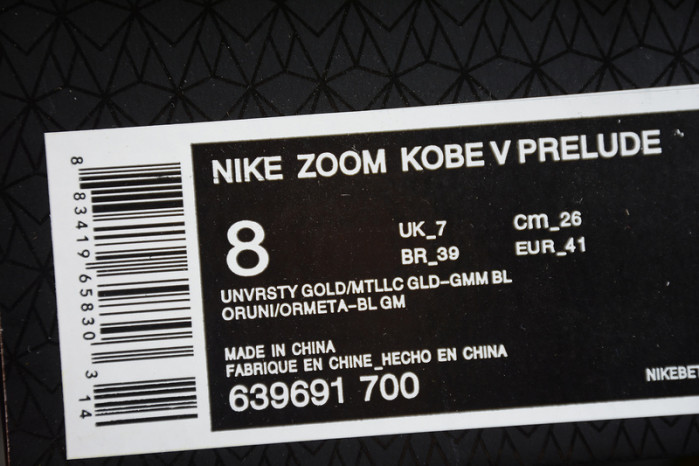 NIKE ZOOM KOBE V PRELUDE
8
UK_7 Cm_26
BR_39 EUR_41
UNVRSTY GOLD/MTLLC GLD-GMM BL
ORUNI/ORMETA-BL GM
MADE IN CHINA
FABRIQUE EN CHINE_HECHO EN CHINA
639691 700
NIKEBET
8 83419 65830 3 14